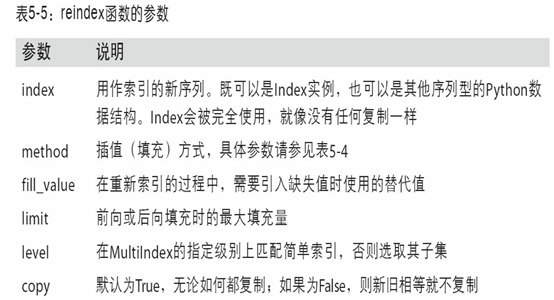 表5-5：reindex函数的参数
参数 说明
index 用作索引的新序列。既可以是Index实例，也可以是其他序列型的Python数
据结构。Index会被完全使用，就像没有任何复制一样
method 插值（填充）方式，具体参数请参见表5-4
fill_value 在重新索引的过程中，需要引入缺失值时使用的替代值
limit 前向或后向填充时的最大填充量
level 在MultiIndex的指定级别上匹配简单索引，否则选取其子集
copy 默认为True，无论如何都复制；如果为False，则新旧相等就不复制